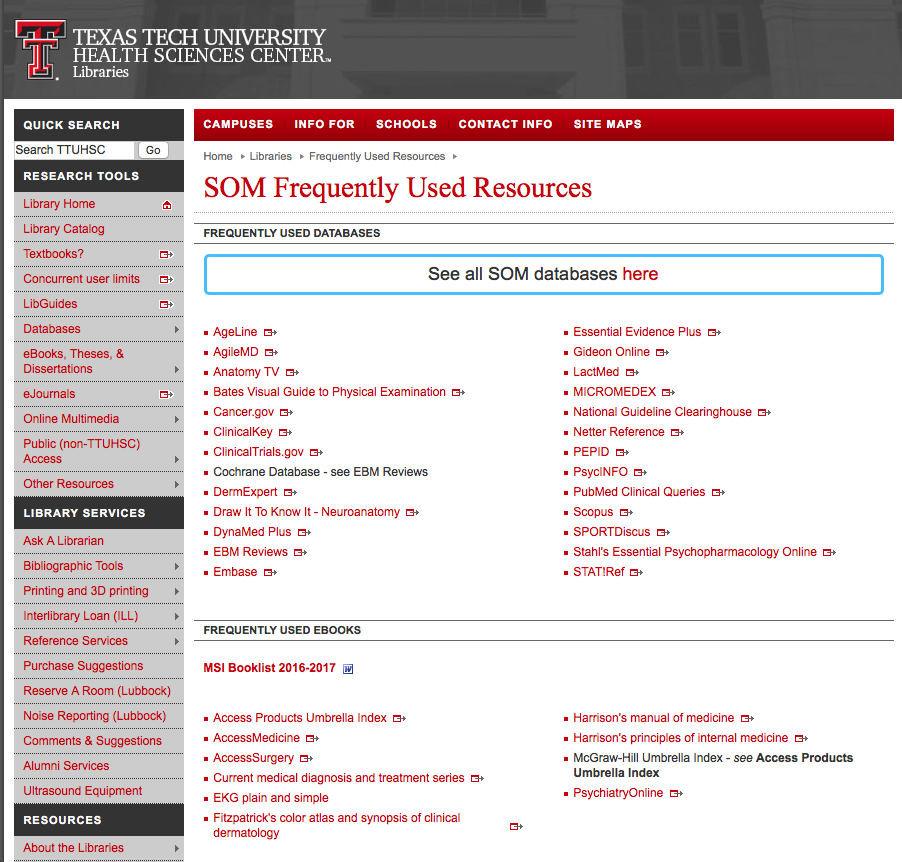 TEXAS TECH UNIVERSITY
HEALTH SCIENCES CENTER™
Libraries
QUICK SEARCH
Search TTUHSC Go
RESEARCH TOOLS
Library Home
Library Catalog
Textbooks?
Concurrent user limits
LibGuides
Databases
eBooks, Theses, &
Dissertations
eJournals
Online Multimedia
Public (non-TTUHSC)
Access
Other Resources
LIBRARY SERVICES
Ask A Librarian
Bibliographic Tools
Printing and 3D printing
Interlibrary Loan (ILL)
Reference Services
Purchase Suggestions
Reserve A Room (Lubbock)
Noise Reporting (Lubbock)
Comments & Suggestions
Alumni Services
Ultrasound Equipment
RESOURCES
About the Libraries
CAMPUSES INFO FOR SCHOOLS CONTACT INFO SITE MAPS
Home Libraries Frequently Used Resources
SOM Frequently Used Resources
FREQUENTLY USED DATABASES
See all SOM databases here
AgeLine
AgileMD
Anatomy TV
Bates Visual Guide to Physical Examination
Cancer.gov
ClinicalKey
ClinicalTrials.gov
Cochrane Database - see EBM Reviews
DermExpert
Draw It To Know It - Neuroanatomy
DynaMed Plus
EBM Reviews
Embase
Essential Evidence Plus
Gideon Online
LactMed
MICROMEDEX
National Guideline Clearinghouse
Netter Reference
PEPID
PsycINFO
PubMed Clinical Queries
Scopus
SPORTDiscus
Stahl's Essential Psychopharmacology Online
STAT!Ref
FREQUENTLY USED EBOOKS
MSI Booklist 2016-2017
Access Products Umbrella Index
AccessMedicine
AccessSurgery
Current medical diagnosis and treatment series
EKG plain and simple
Fitzpatrick's color atlas and synopsis of clinical
dermatology
Harrison's manual of medicine
Harrison's principles of internal medicine
McGraw-Hill Umbrella Index - see Access Products
Umbrella Index
PsychiatryOnline